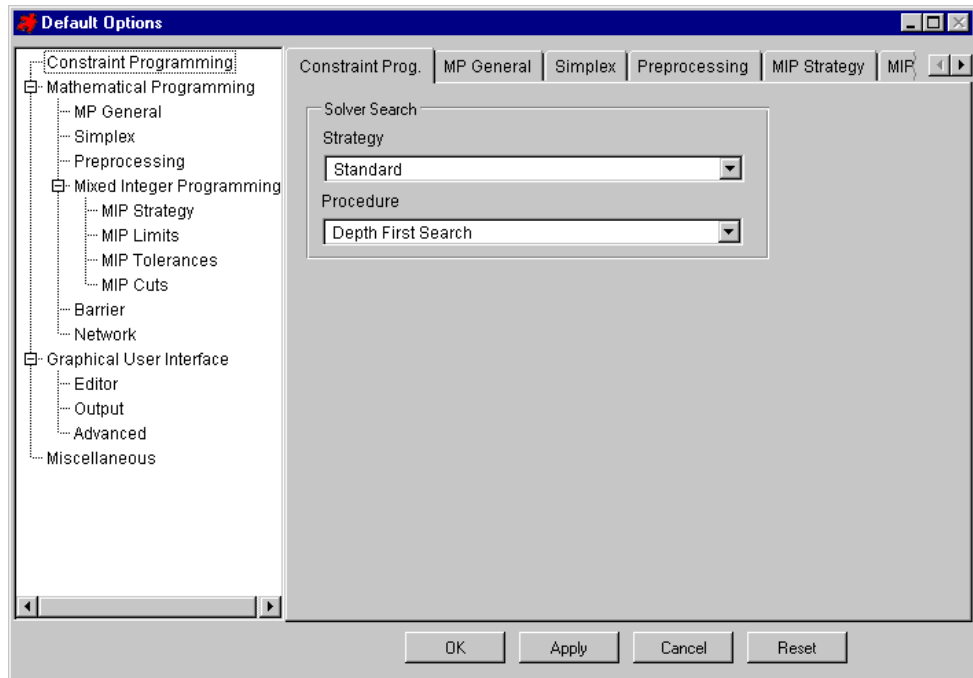 Default Options
Constraint Programming
Mathematical Programming
MP General
Simplex
Preprocessing
Mixed Integer Programming
MIP Strategy
MIP Limits
MIP Tolerances
MIP Cuts
Barrier
Network
Graphical User Interface
Editor
Output
Advanced
Miscellaneous
Constraint Prog. MP General Simplex Preprocessing MIP Strategy MIP
Solver Search
Strategy
Standard
Procedure
Depth First Search
OK Apply Cancel Reset